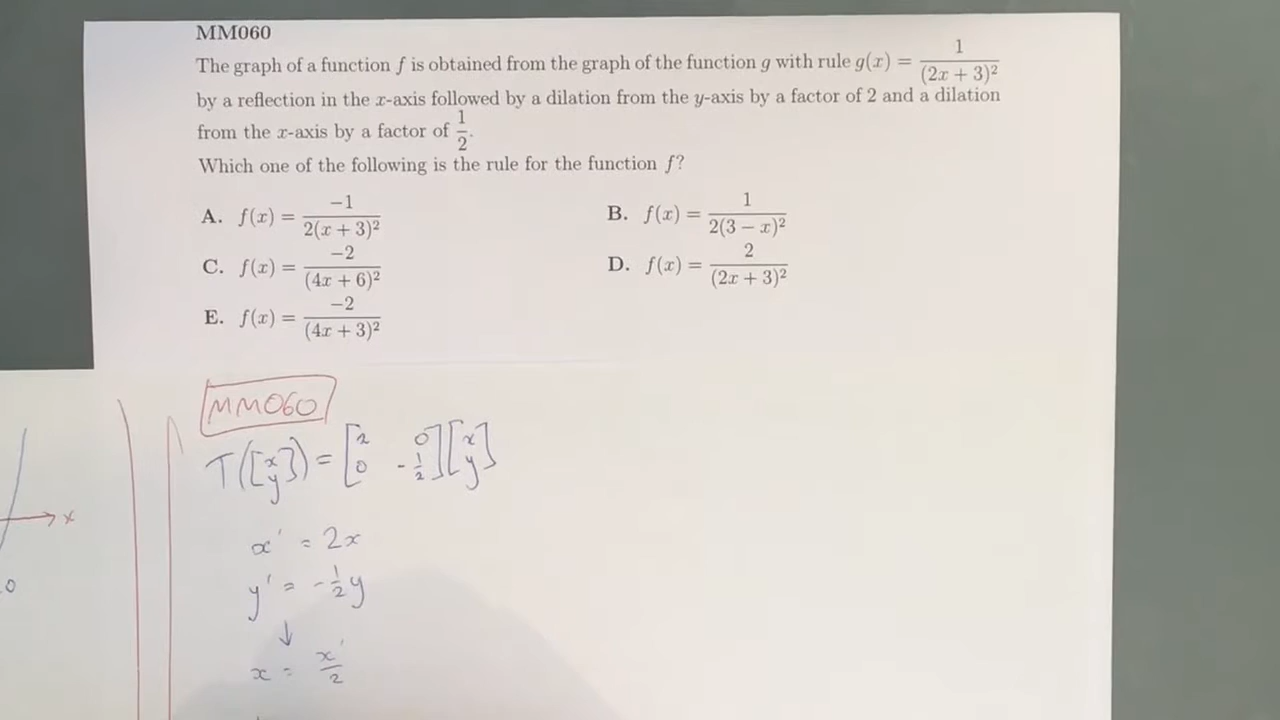 MM060
The graph of a function f is obtained from the graph of the function g with rule g(x) = 1/(2x + 3)²
by a reflection in the x-axis followed by a dilation from the y-axis by a factor of 2 and a dilation
from the x-axis by a factor of 1/2.
Which one of the following is the rule for the function f?
A. f(x) = -1/(2(x + 3)²)
B. f(x) = 1/(2(3 − x)²)
C. f(x) = -2/((4x + 6)²)
D. f(x) = 2/((2x + 3)²)
E. f(x) = -2/((4x + 3)²)
MM060
T([x y]) = [2 0 0 -1/2][x y]
x' = 2x
y' = -1/2 y
↓
x = x'/2
x
0